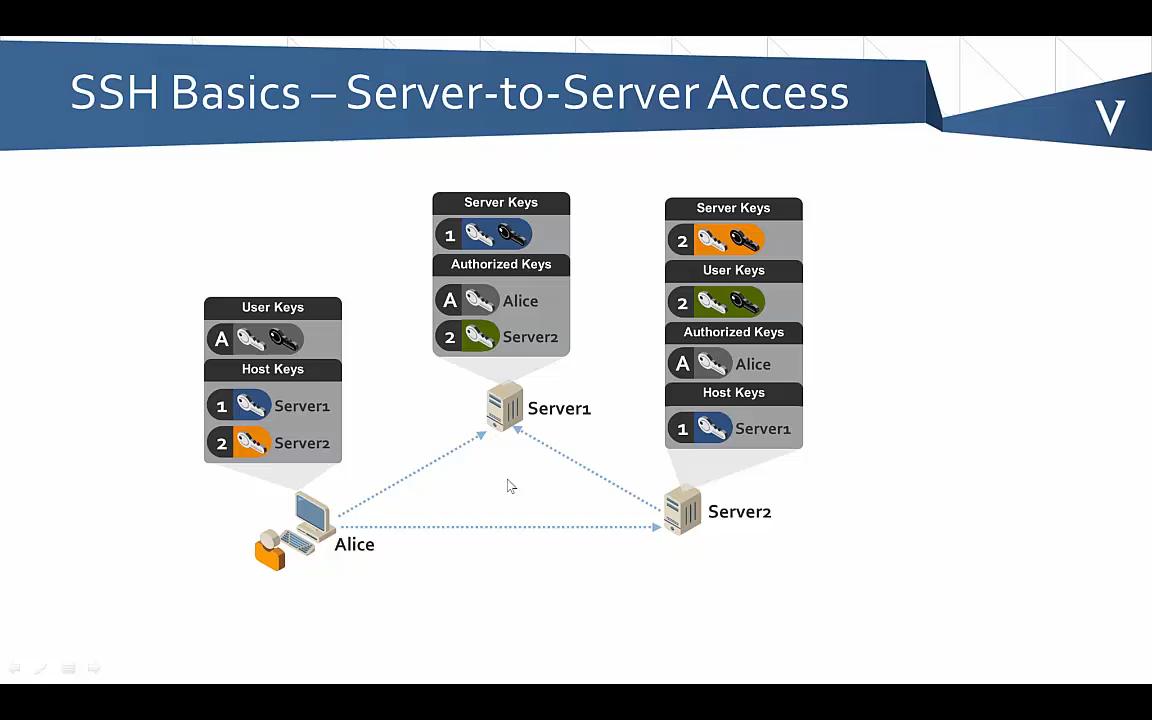 SSH Basics – Server-to-Server Access
V
User Keys
A
Host Keys
1 Server1
2 Server2
Alice
Server Keys
1
Authorized Keys
A Alice
2 Server2
Server1
Server Keys
2
User Keys
2
Authorized Keys
A Alice
Host Keys
1 Server1
Server2